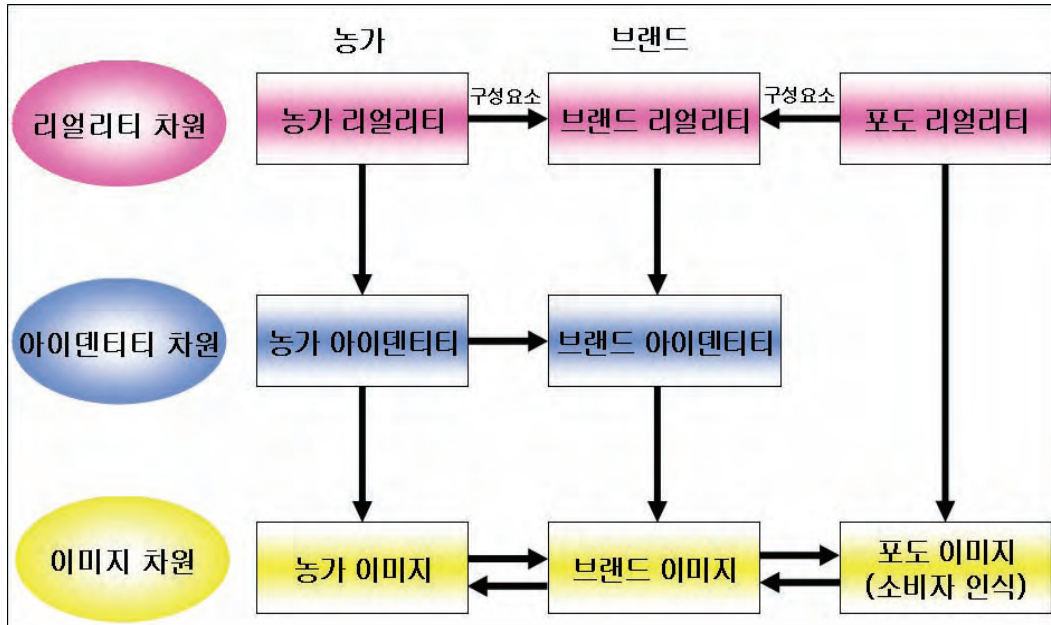 농가
브랜드
리얼리티 차원
농가 리얼리티
구성요소
브랜드 리얼리티
구성요소
포도 리얼리티
아이덴티티 차원
농가 아이덴티티
브랜드 아이덴티티
이미지 차원
농가 이미지
브랜드 이미지
포도 이미지
(소비자 인식)